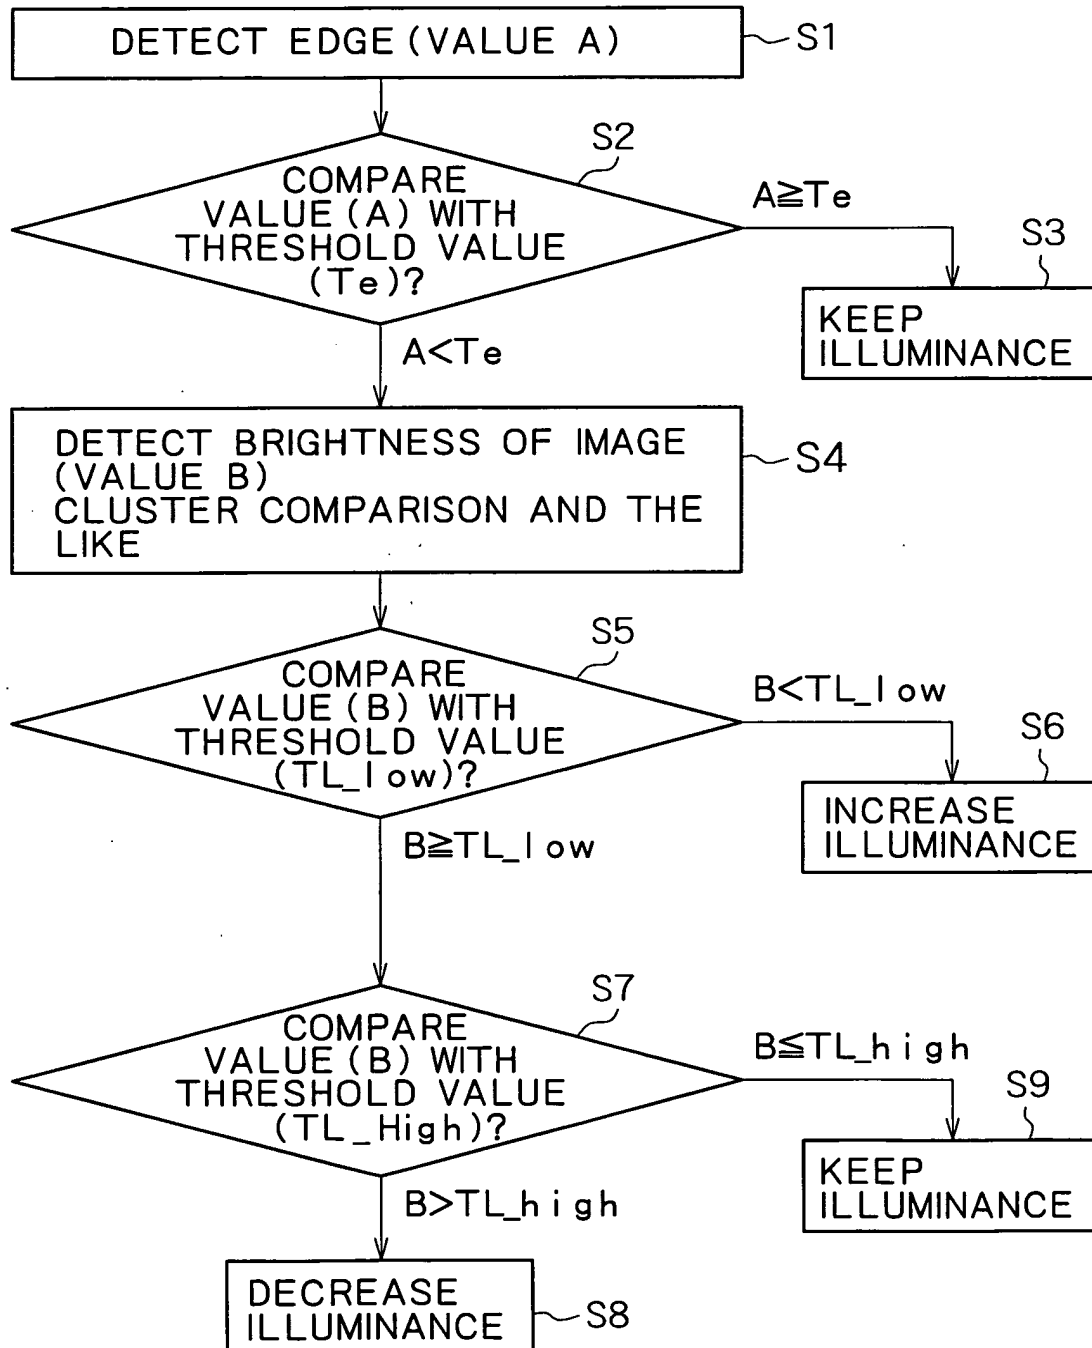 DETECT EDGE (VALUE A)
S1
S2
COMPARE
VALUE (A) WITH
THRESHOLD VALUE
(Te)?
A≧Te
S3
KEEP
ILLUMINANCE
A<Te
DETECT BRIGHTNESS OF IMAGE
(VALUE B)
CLUSTER COMPARISON AND THE
LIKE
S4
S5
COMPARE
VALUE (B) WITH
THRESHOLD VALUE
(TL_low)?
B<TL_low
S6
INCREASE
ILLUMINANCE
B≧TL_low
S7
COMPARE
VALUE (B) WITH
THRESHOLD VALUE
(TL_High)?
B≦TL_high
S9
KEEP
ILLUMINANCE
B>TL_high
DECREASE
ILLUMINANCE
S8